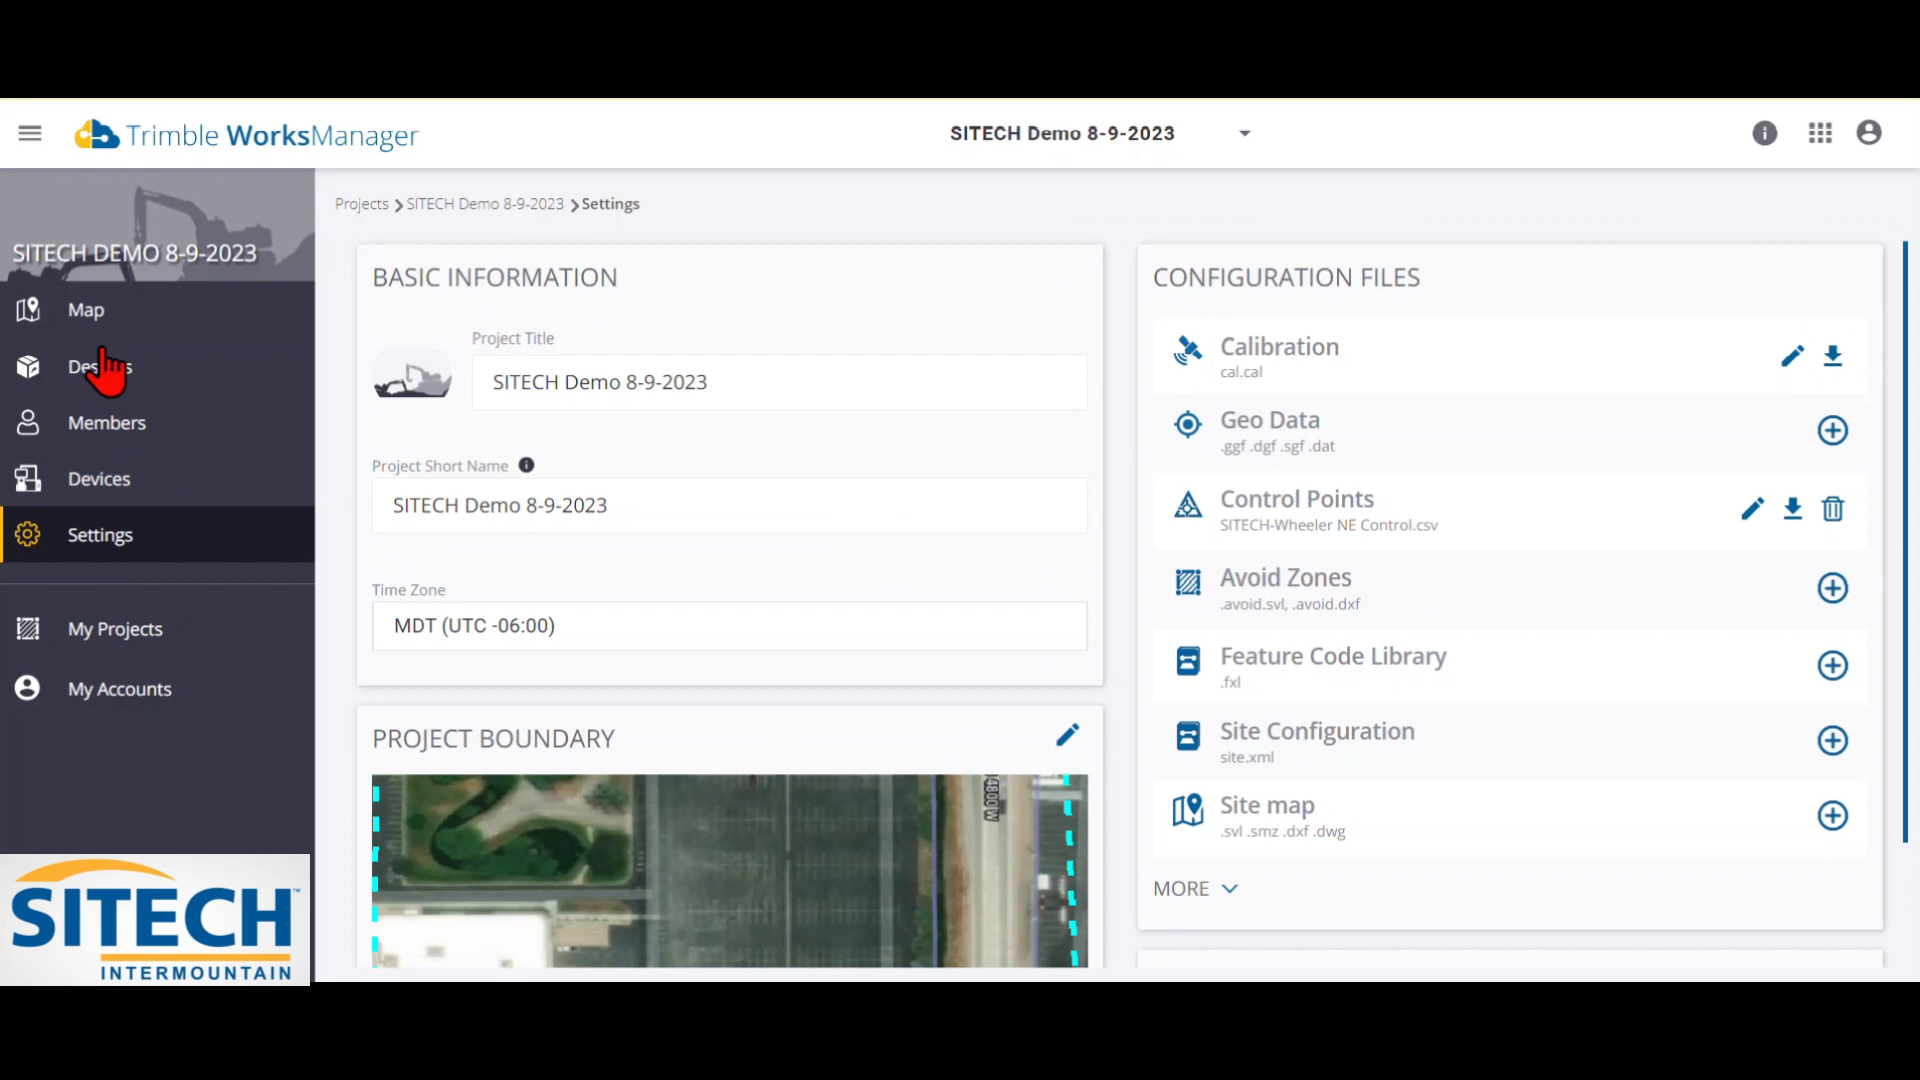 Trimble WorksManager
SITECH Demo 8-9-2023
SITECH DEMO 8-9-2023
Map
Members
Devices
Settings
My Projects
My Accounts
SITECH™
INTERMOUNTAIN
Projects > SITECH Demo 8-9-2023 > Settings
BASIC INFORMATION
Project Title
SITECH Demo 8-9-2023
Project Short Name
SITECH Demo 8-9-2023
Time Zone
MDT (UTC -06:00)
PROJECT BOUNDARY
4800 W
CONFIGURATION FILES
Calibration
cal.cal
Geo Data
.ggf .dgf .sgf .dat
Control Points
SITECH-Wheeler NE Control.csv
Avoid Zones
.avoid.svl, .avoid.dxf
Feature Code Library
.fxl
Site Configuration
site.xml
Site map
.svl .smz .dxf .dwg
MORE